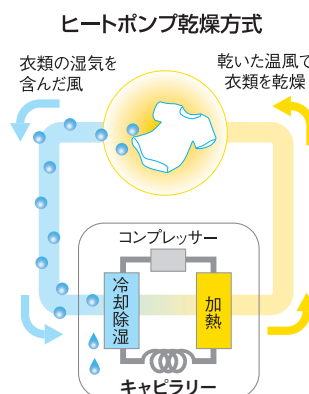 ヒートポンプ乾燥方式
衣類の湿気を
含んだ風
乾いた温風で
衣類を乾燥
コンプレッサー
冷却除湿
加熱
キャピラリー